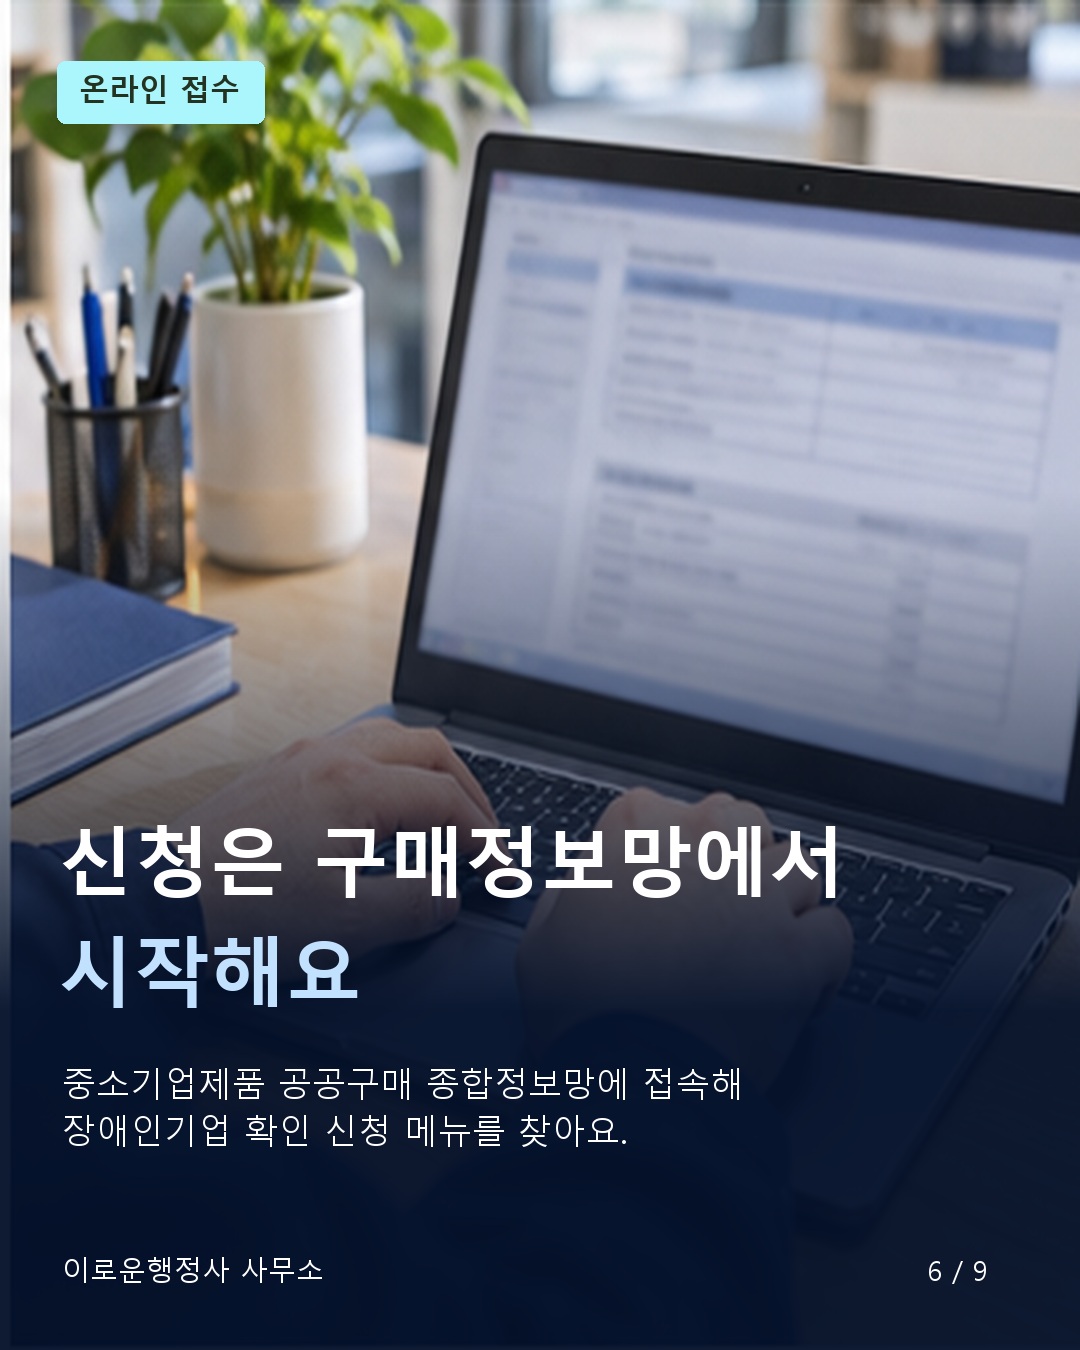 온라인 접수
신청은 구매정보망에서
시작해요
중소기업제품 공공구매 종합정보망에 접속해
장애인기업 확인 신청 메뉴를 찾아요.
이로운행정사 사무소
6 / 9